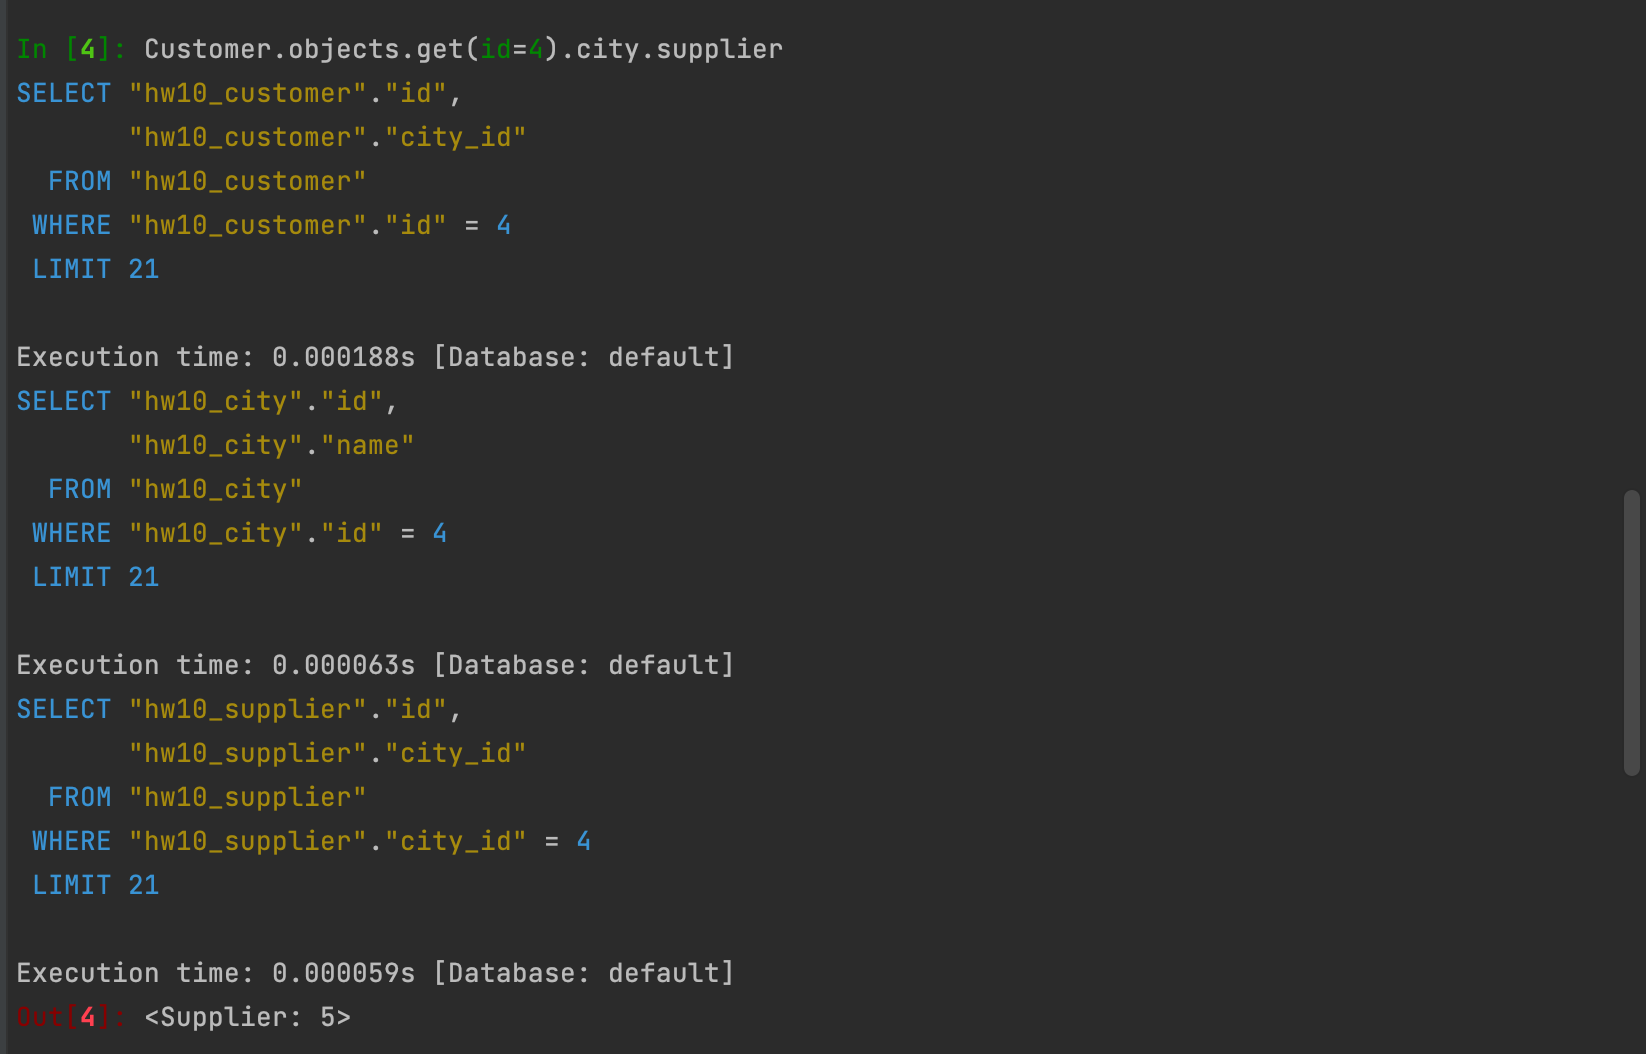 In [4]: Customer.objects.get(id=4).city.supplier
SELECT "hw10_customer"."id",
       "hw10_customer"."city_id"
  FROM "hw10_customer"
 WHERE "hw10_customer"."id" = 4
 LIMIT 21

Execution time: 0.000188s [Database: default]
SELECT "hw10_city"."id",
       "hw10_city"."name"
  FROM "hw10_city"
 WHERE "hw10_city"."id" = 4
 LIMIT 21

Execution time: 0.000063s [Database: default]
SELECT "hw10_supplier"."id",
       "hw10_supplier"."city_id"
  FROM "hw10_supplier"
 WHERE "hw10_supplier"."city_id" = 4
 LIMIT 21

Execution time: 0.000059s [Database: default]
Out[4]: <Supplier: 5>